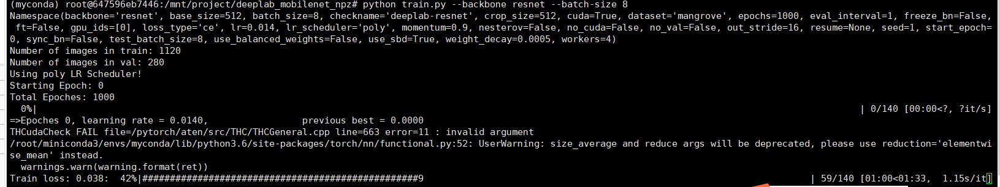 (myconda) root@647596eb7446:/mnt/project/deeplab_mobilenet_npz# python train.py --backbone resnet --batch-size 8
Namespace(backbone='resnet', base_size=512, batch_size=8, checkname='deeplab-resnet', crop_size=512, cuda=True, dataset='mangrove', epochs=1000, eval_interval=1, freeze_bn=False,
 ft=False, gpu_ids=[0], loss_type='ce', lr=0.014, lr_scheduler='poly', momentum=0.9, nesterov=False, no_cuda=False, no_val=False, out_stride=16, resume=None, seed=1, start_epoch=
0, sync_bn=False, test_batch_size=8, use_balanced_weights=False, use_sbd=True, weight_decay=0.0005, workers=4)
Number of images in train: 1120
Number of images in val: 280
Using poly LR Scheduler!
Starting Epoch: 0
Total Epoches: 1000
  0%| | 0/140 [00:00<?, ?it/s]
=>Epoches 0, learning rate = 0.0140, previous best = 0.0000
THCudaCheck FAIL file=/pytorch/aten/src/THC/THCGeneral.cpp line=663 error=11 : invalid argument
/root/miniconda3/envs/myconda/lib/python3.6/site-packages/torch/nn/functional.py:52: UserWarning: size_average and reduce args will be deprecated, please use reduction='elementwi
se_mean' instead.
  warnings.warn(warning.format(ret))
Train loss: 0.038:  42%|##################################################9 | 59/140 [01:00<01:33,  1.15s/it]